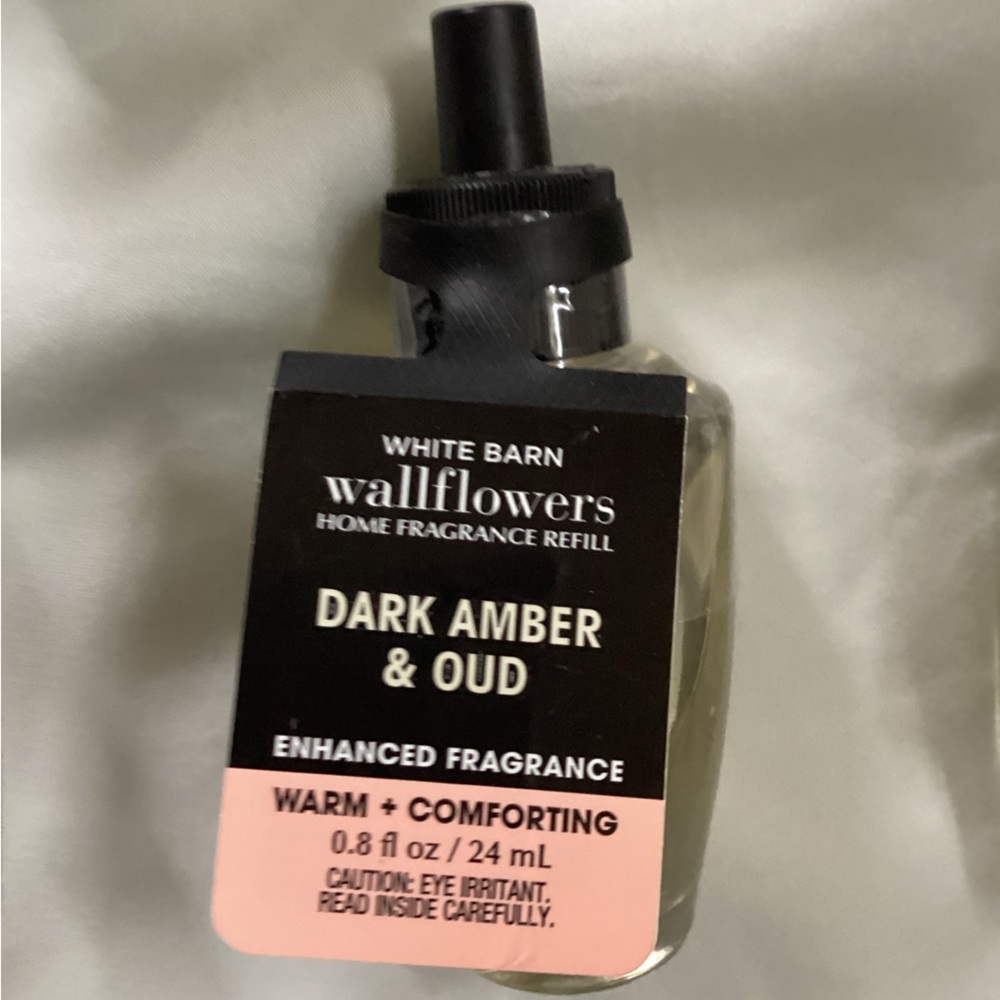 WHITE BARN
wallflowers
HOME FRAGRANCE REFILL
DARK AMBER
& OUD
ENHANCED FRAGRANCE
WARM + COMFORTING
0.8 fl oz / 24 mL
CAUTION: EYE IRRITANT.
READ INSIDE CAREFULLY.